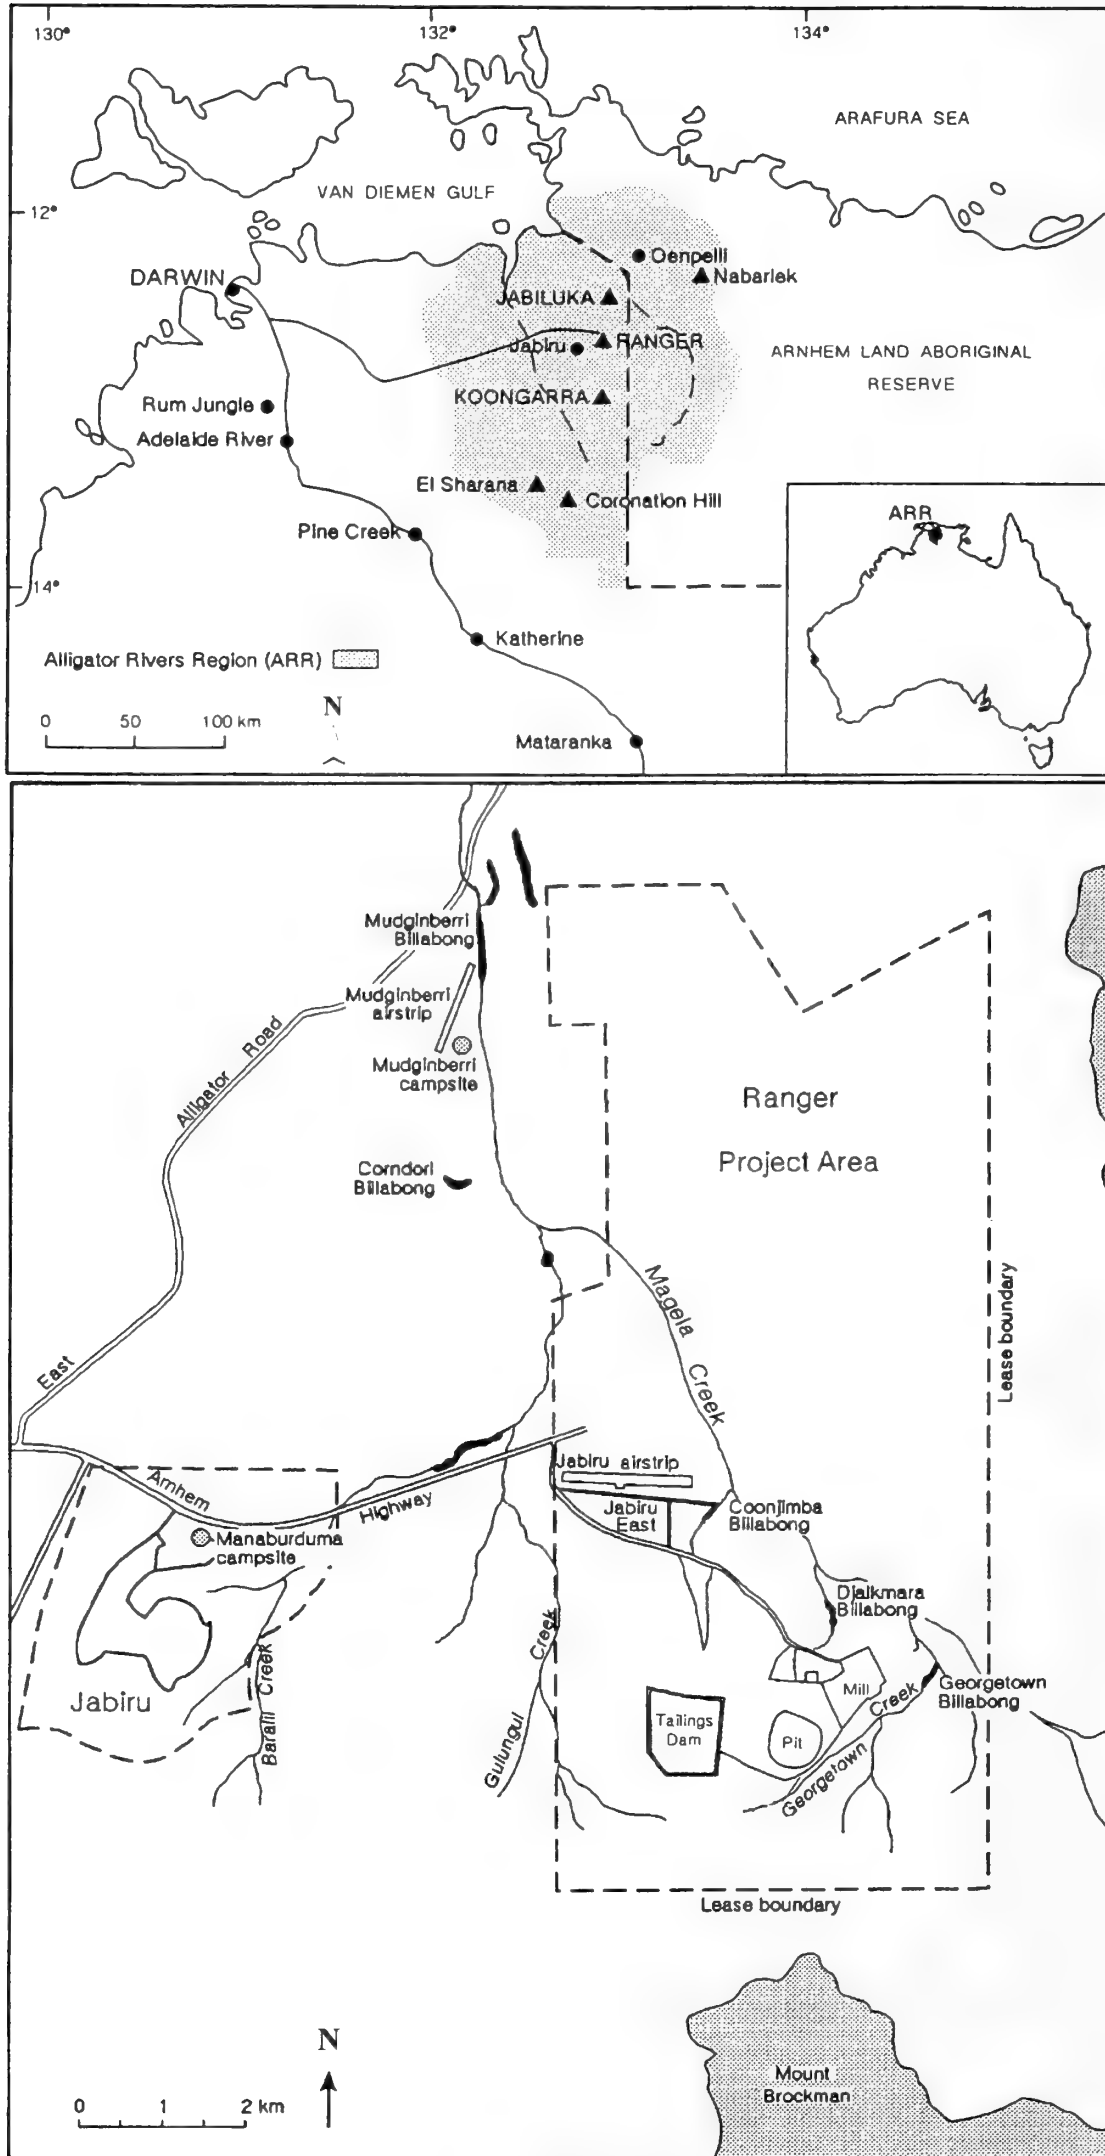 130°
132°
134°
ARAFURA SEA
VAN DIEMEN GULF
12°
Oenpelli
DARWIN
Nabarlek
JABILUKA
Jabiru
RANGER
ARNHEM LAND ABORIGINAL
RESERVE
KOONGARRA
Rum Jungle
Adelaide River
El Sharana
Coronation Hill
ARR
Pine Creek
14°
Katherine
Alligator Rivers Region (ARR)
N
0 50 100 km
Mataranka
Mudginberri
Billabong
Mudginberri
airstrip
Mudginberri
campsite
East Alligator Road
Ranger
Project Area
Corndorl
Billabong
Magela Creek
Lease boundary
Arnhem Highway
Jabiru airstrip
Jabiru
East
Coonjimba
Billabong
Manaburduma
campsite
Djalkmara
Billabong
Jabiru
Baralil Creek
Gulungul Creek
Tailings
Dam
Pit
Mill
Georgetown Creek
Georgetown
Billabong
Lease boundary
N
0 1 2 km
Mount
Brockman